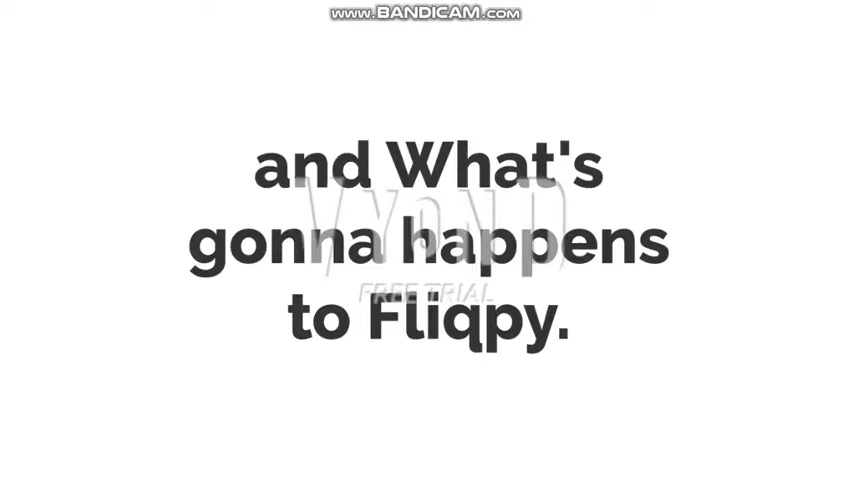 www.BANDICAM.com
and What's
gonna happens
to Fliqpy.
VYOND
FREE TRIAL